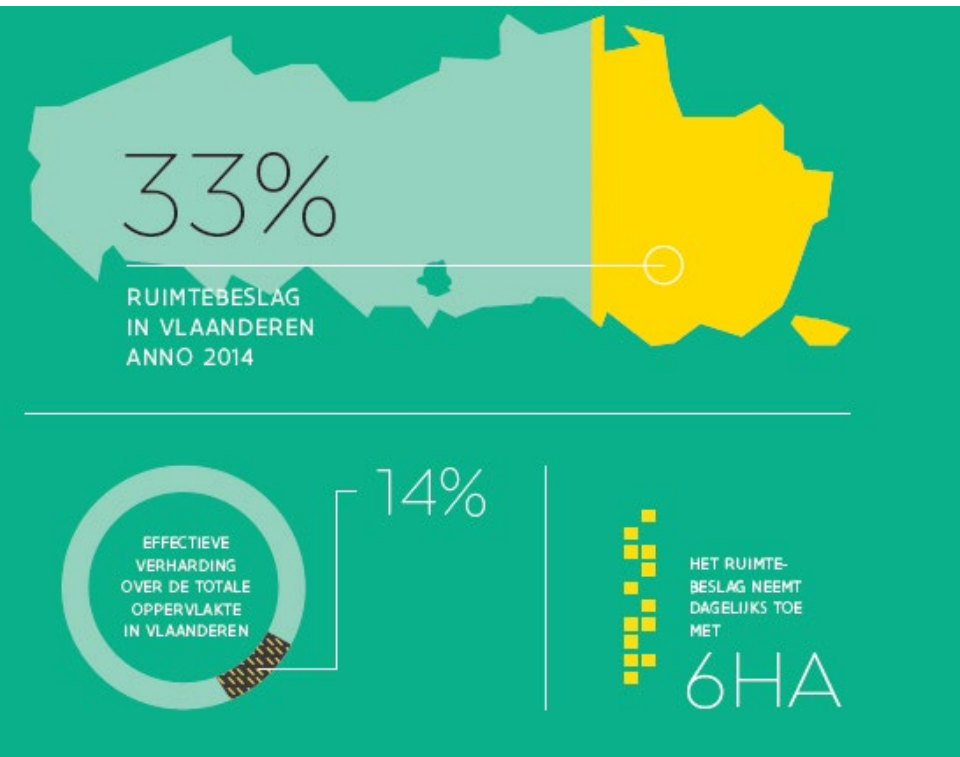 33%
RUIMTEBESLAG
IN VLAANDEREN
ANNO 2014
14%
EFFECTIEVE
VERHARDING
OVER DE TOTALE
OPPERVLAKTE
IN VLAANDEREN
HET RUIMTE-
BESLAG NEEMT
DAGELIJKS TOE
MET
6HA